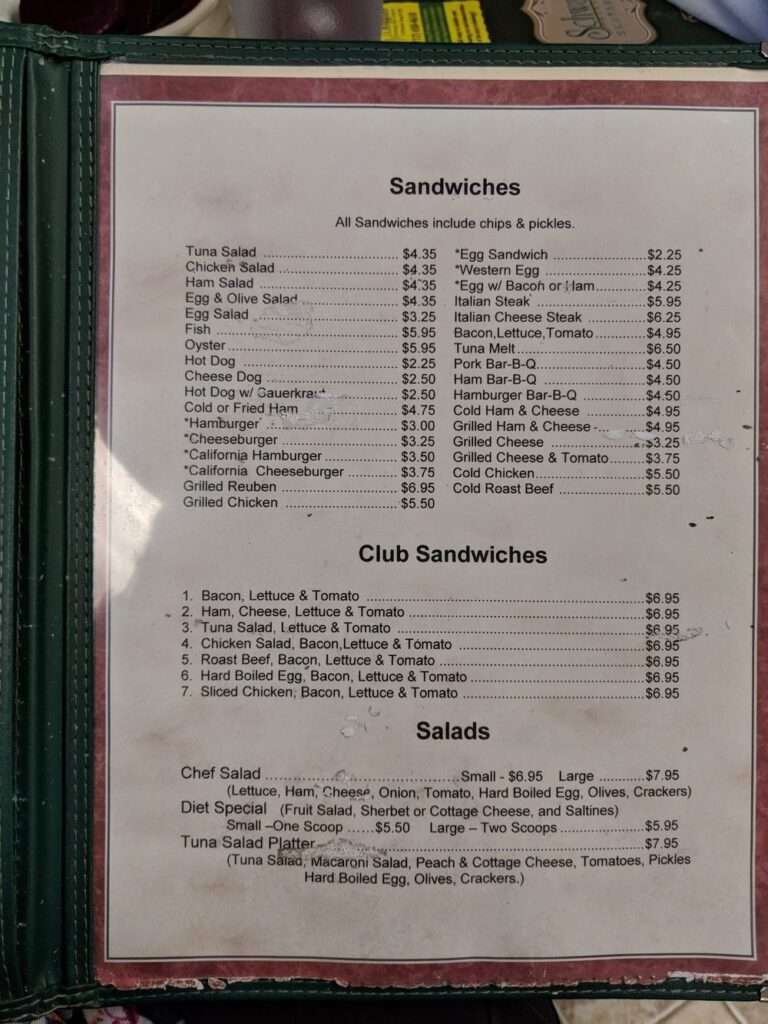 Sandwiches
All Sandwiches include chips & pickles.
Tuna Salad .......... $4.35
Chicken Salad .......... $4.35
Ham Salad .......... $4.35
Egg & Olive Salad .......... $4.35
Egg Salad .......... $3.25
Fish .......... $5.95
Oyster .......... $5.95
Hot Dog .......... $2.25
Cheese Dog .......... $2.50
Hot Dog w/ Sauerkraut .......... $2.50
Cold or Fried Ham .......... $4.75
*Hamburger .......... $3.00
*Cheeseburger .......... $3.25
*California Hamburger .......... $3.50
*California Cheeseburger .......... $3.75
Grilled Reuben .......... $6.95
Grilled Chicken .......... $5.50
*Egg Sandwich .......... $2.25
*Western Egg .......... $4.25
*Egg w/ Bacon or Ham .......... $4.25
Italian Steak .......... $5.95
Italian Cheese Steak .......... $6.25
Bacon,Lettuce,Tomato .......... $4.95
Tuna Melt .......... $6.50
Pork Bar-B-Q .......... $4.50
Ham Bar-B-Q .......... $4.50
Hamburger Bar-B-Q .......... $4.50
Cold Ham & Cheese .......... $4.95
Grilled Ham & Cheese -... $4.95
Grilled Cheese .......... $3.25
Grilled Cheese & Tomato .......... $3.75
Cold Chicken .......... $5.50
Cold Roast Beef .......... $5.50
Club Sandwiches
1. Bacon, Lettuce & Tomato .......... $6.95
2. Ham, Cheese, Lettuce & Tomato .......... $6.95
3. Tuna Salad, Lettuce & Tomato .......... $6.95
4. Chicken Salad, Bacon,Lettuce & Tomato .......... $6.95
5. Roast Beef, Bacon, Lettuce & Tomato .......... $6.95
6. Hard Boiled Egg, Bacon, Lettuce & Tomato .......... $6.95
7. Sliced Chicken, Bacon, Lettuce & Tomato .......... $6.95
Salads
Chef Salad .......... Small - $6.95 Large .......... $7.95
(Lettuce, Ham, Cheese, Onion, Tomato, Hard Boiled Egg, Olives, Crackers)
Diet Special (Fruit Salad, Sherbet or Cottage Cheese, and Saltines)
Small –One Scoop ...... $5.50 Large – Two Scoops .......... $5.95
Tuna Salad Platter .......... $7.95
(Tuna Salad, Macaroni Salad, Peach & Cottage Cheese, Tomatoes, Pickles
Hard Boiled Egg, Olives, Crackers.)